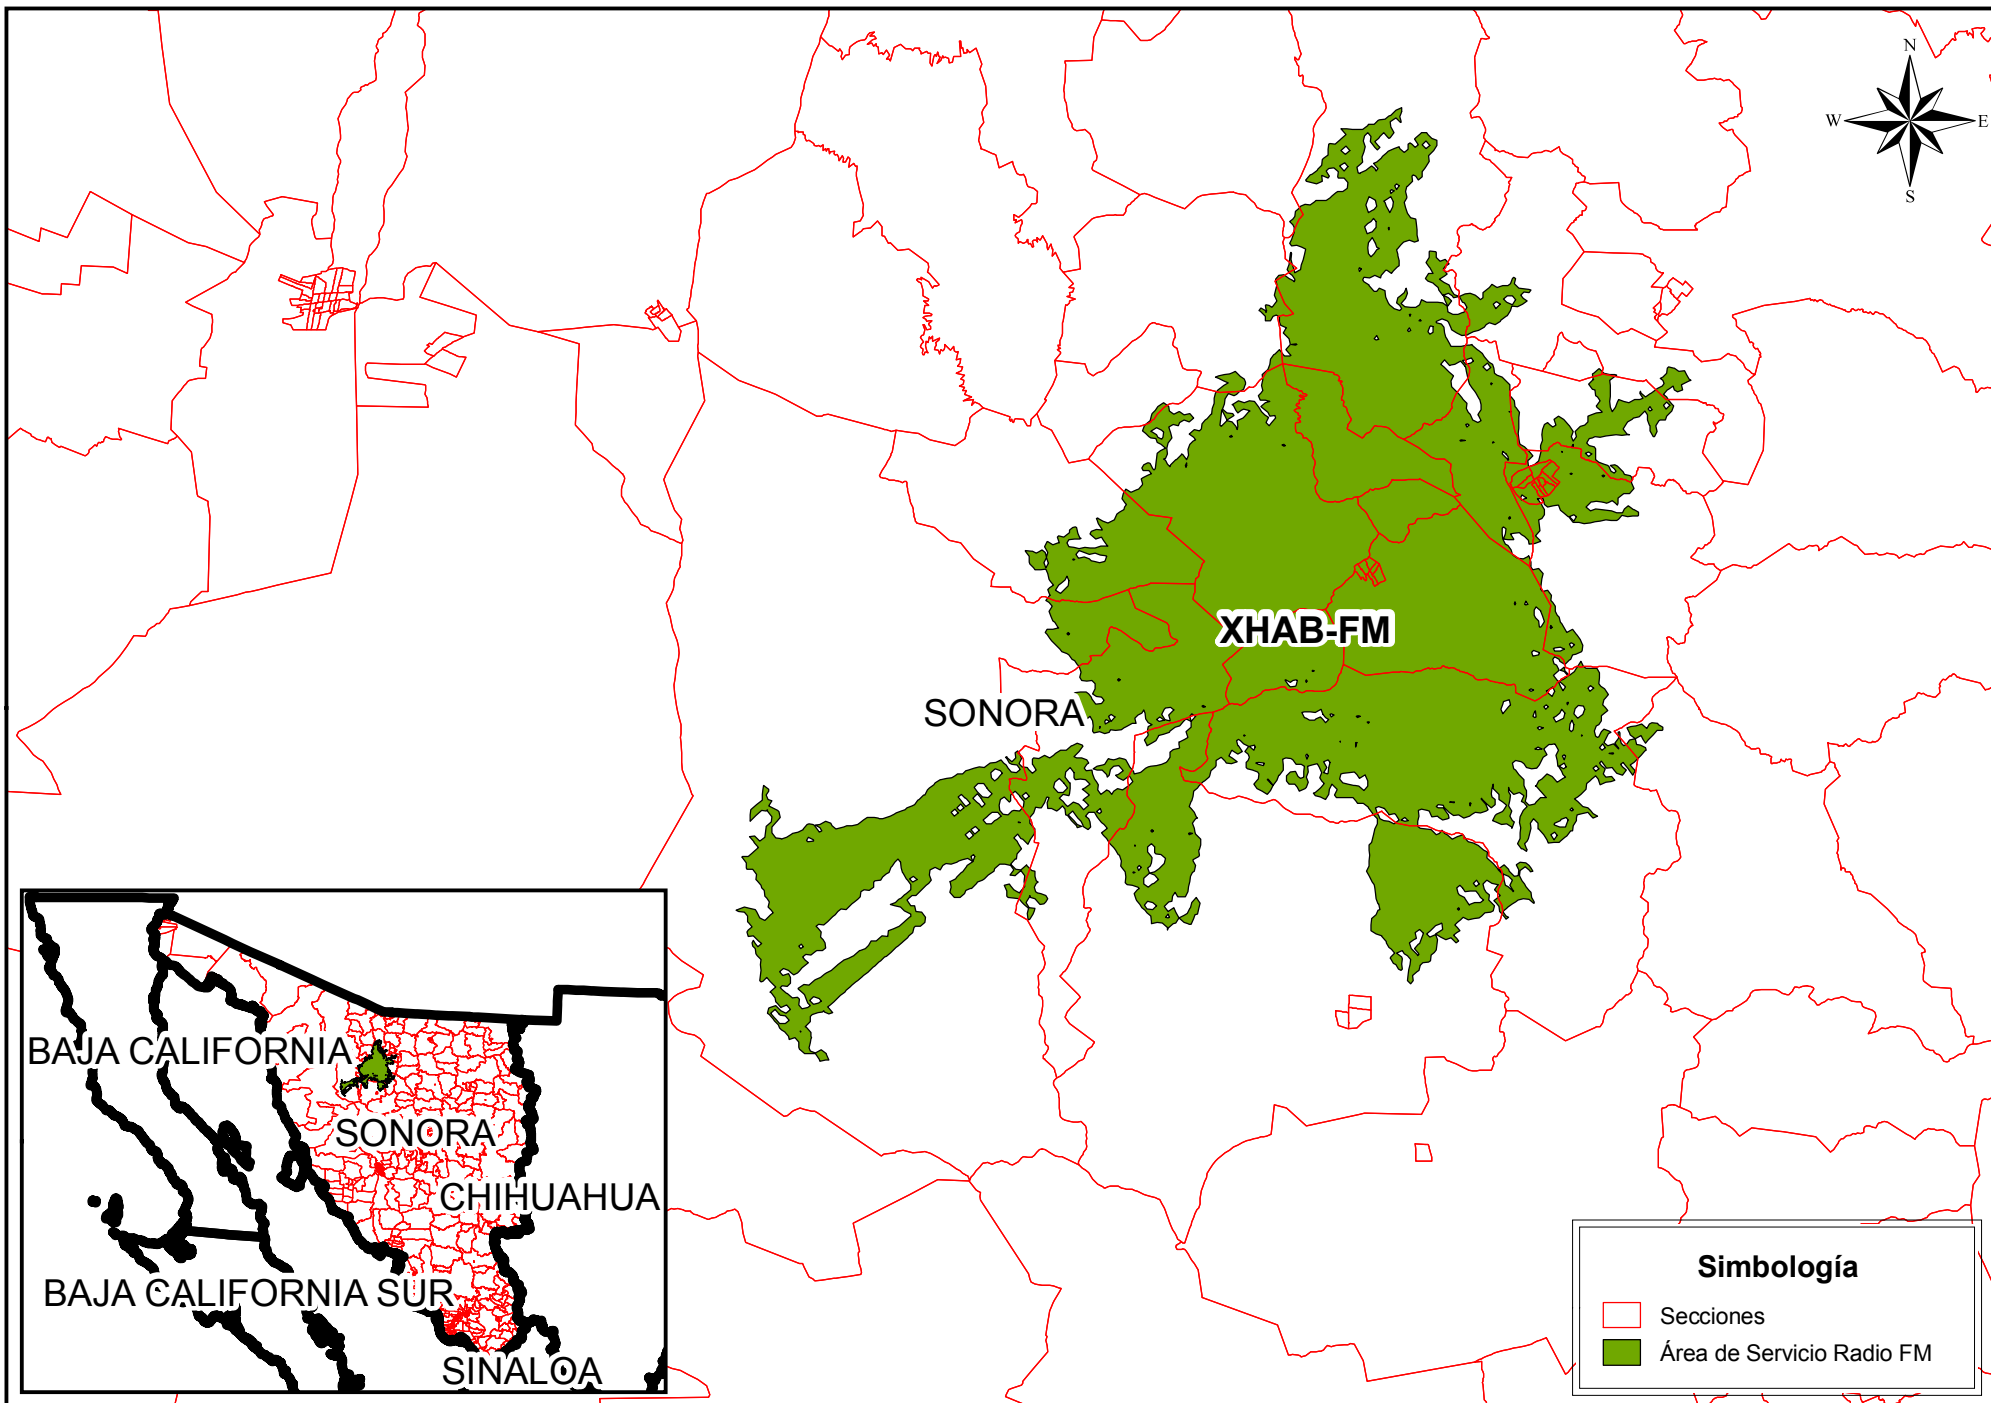 N
W E
S
XHAB-FM
SONORA
BAJA CALIFORNIA
SONORA
CHIHUAHUA
BAJA CALIFORNIA SUR
SINALOA
Simbología
Secciones
Área de Servicio Radio FM